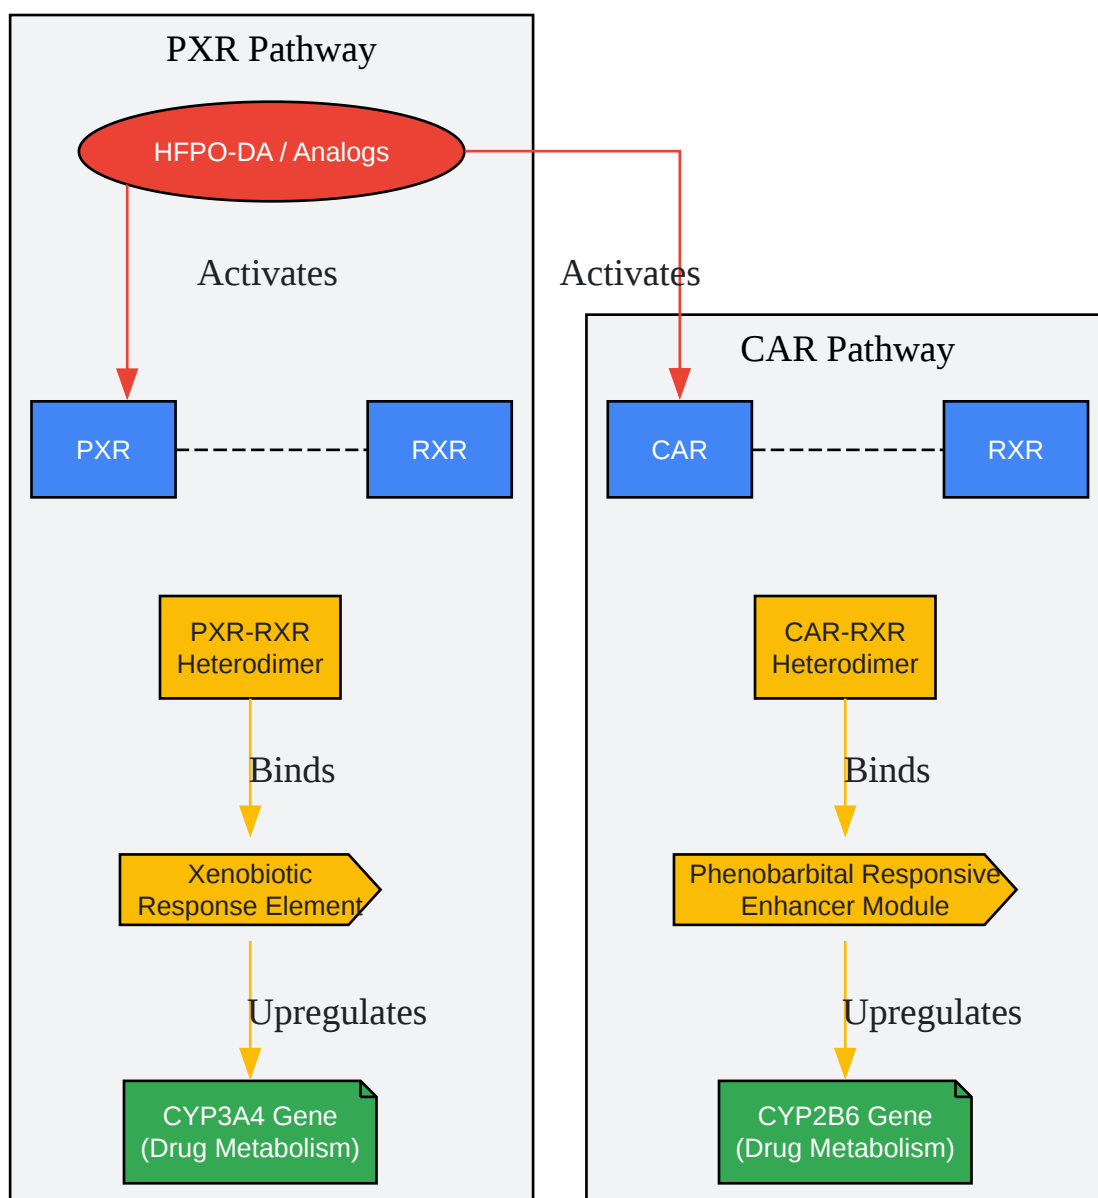 PXR Pathway
HFPO-DA / Analogs
Activates
Activates
CAR Pathway
PXR
RXR
CAR
RXR
PXR-RXR
Heterodimer
CAR-RXR
Heterodimer
Binds
Binds
Xenobiotic
Response Element
Phenobarbital Responsive
Enhancer Module
Upregulates
Upregulates
CYP3A4 Gene
(Drug Metabolism)
CYP2B6 Gene
(Drug Metabolism)